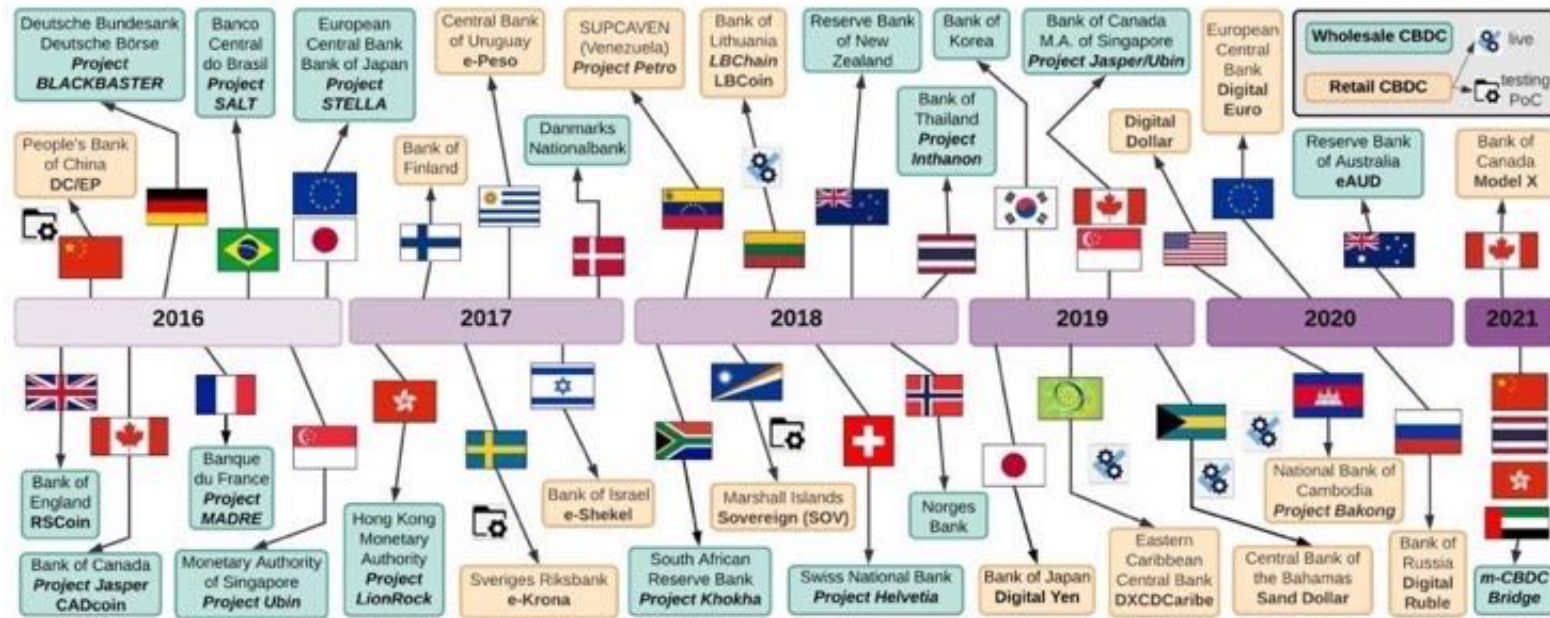 Deutsche Bundesank
Deutsche Börse
Project
BLACKBASTER
Banco
Central
do Brasil
Project
SALT
European
Central Bank
Bank of Japan
Project
STELLA
Central Bank
of Uruguay
e-Peso
SUPCAVEN
(Venezuela)
Project Petro
Bank of
Lithuania
LBChain
LBCoin
Reserve Bank
of New
Zealand
Bank of
Korea
Bank of Canada
M.A. of Singapore
Project Jasper/Ubin
European
Central
Bank
Digital
Euro
Wholesale CBDC
live
Retail CBDC
testing
PoC
People's Bank
of China
DC/EP
Bank of
Finland
Danmarks
Nationalbank
Bank of
Thailand
Project
Inthanon
Digital
Dollar
Reserve Bank
of Australia
eAUD
Bank of
Canada
Model X
2016
2017
2018
2019
2020
2021
Bank of
England
RSCoin
Bank of Canada
Project Jasper
CADcoin
Banque
du France
Project
MADRE
Monetary Authority
of Singapore
Project Ubin
Hong Kong
Monetary
Authority
Project
LionRock
Sveriges Riksbank
e-Krona
Bank of Israel
e-Shekel
South African
Reserve Bank
Project Khokha
Marshall Islands
Sovereign (SOV)
Swiss National Bank
Project Helvetia
Norges
Bank
Bank of Japan
Digital Yen
Eastern
Caribbean
Central Bank
DXCDCaribe
Central Bank of
the Bahamas
Sand Dollar
National Bank of
Cambodia
Project Bakong
Bank of
Russia
Digital
Ruble
m-CBDC
Bridge